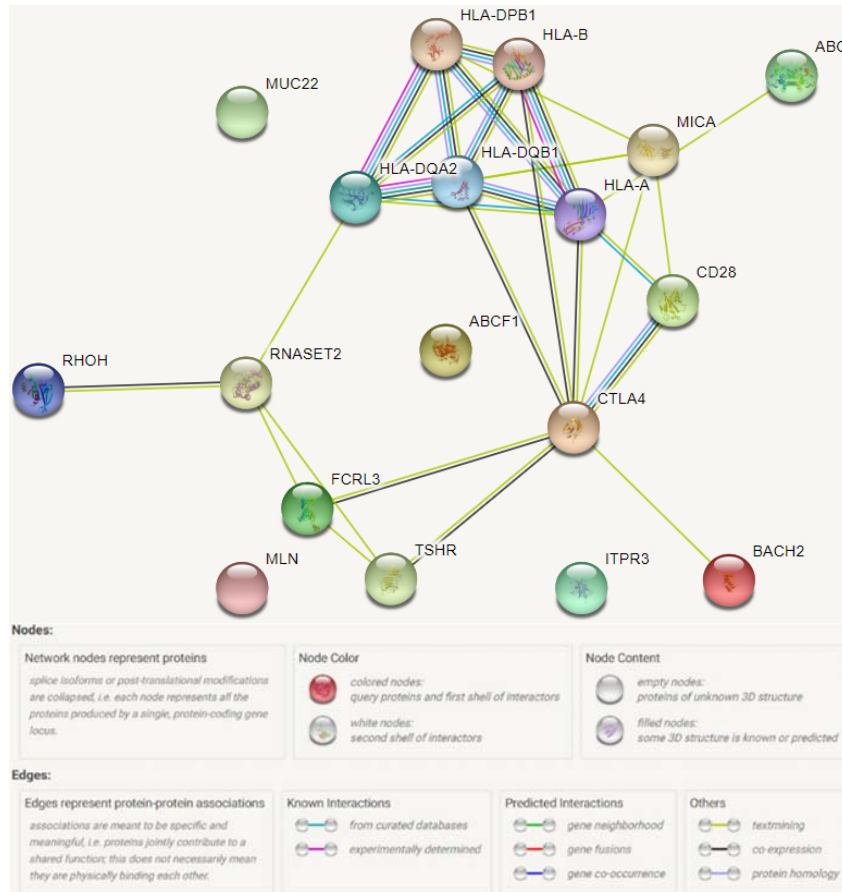 HLA-DPB1
HLA-B
ABC
MUC22
MICA
HLA-DQB1
HLA-DQA2
HLA-A
CD28
ABCF1
RHOH
RNASET2
CTLA4
FCRL3
TSHR
MLN
ITPR3
BACH2
Nodes:
Network nodes represent proteins
splice isoforms or post-translational modifications
are collapsed, i.e. each node represents all the
proteins produced by a single, protein-coding gene
locus.
Node Color
colored nodes:
query proteins and first shell of interactors
white nodes:
second shell of interactors
Node Content
empty nodes:
proteins of unknown 3D structure
filled nodes:
some 3D structure is known or predicted
Edges:
Edges represent protein-protein associations
associations are meant to be specific and
meaningful, i.e. proteins jointly contribute to a
shared function; this does not necessarily mean
they are physically binding each other.
Known Interactions
from curated databases
experimentally determined
Predicted Interactions
gene neighborhood
gene fusions
gene co-occurrence
Others
textmining
co-expression
protein homology